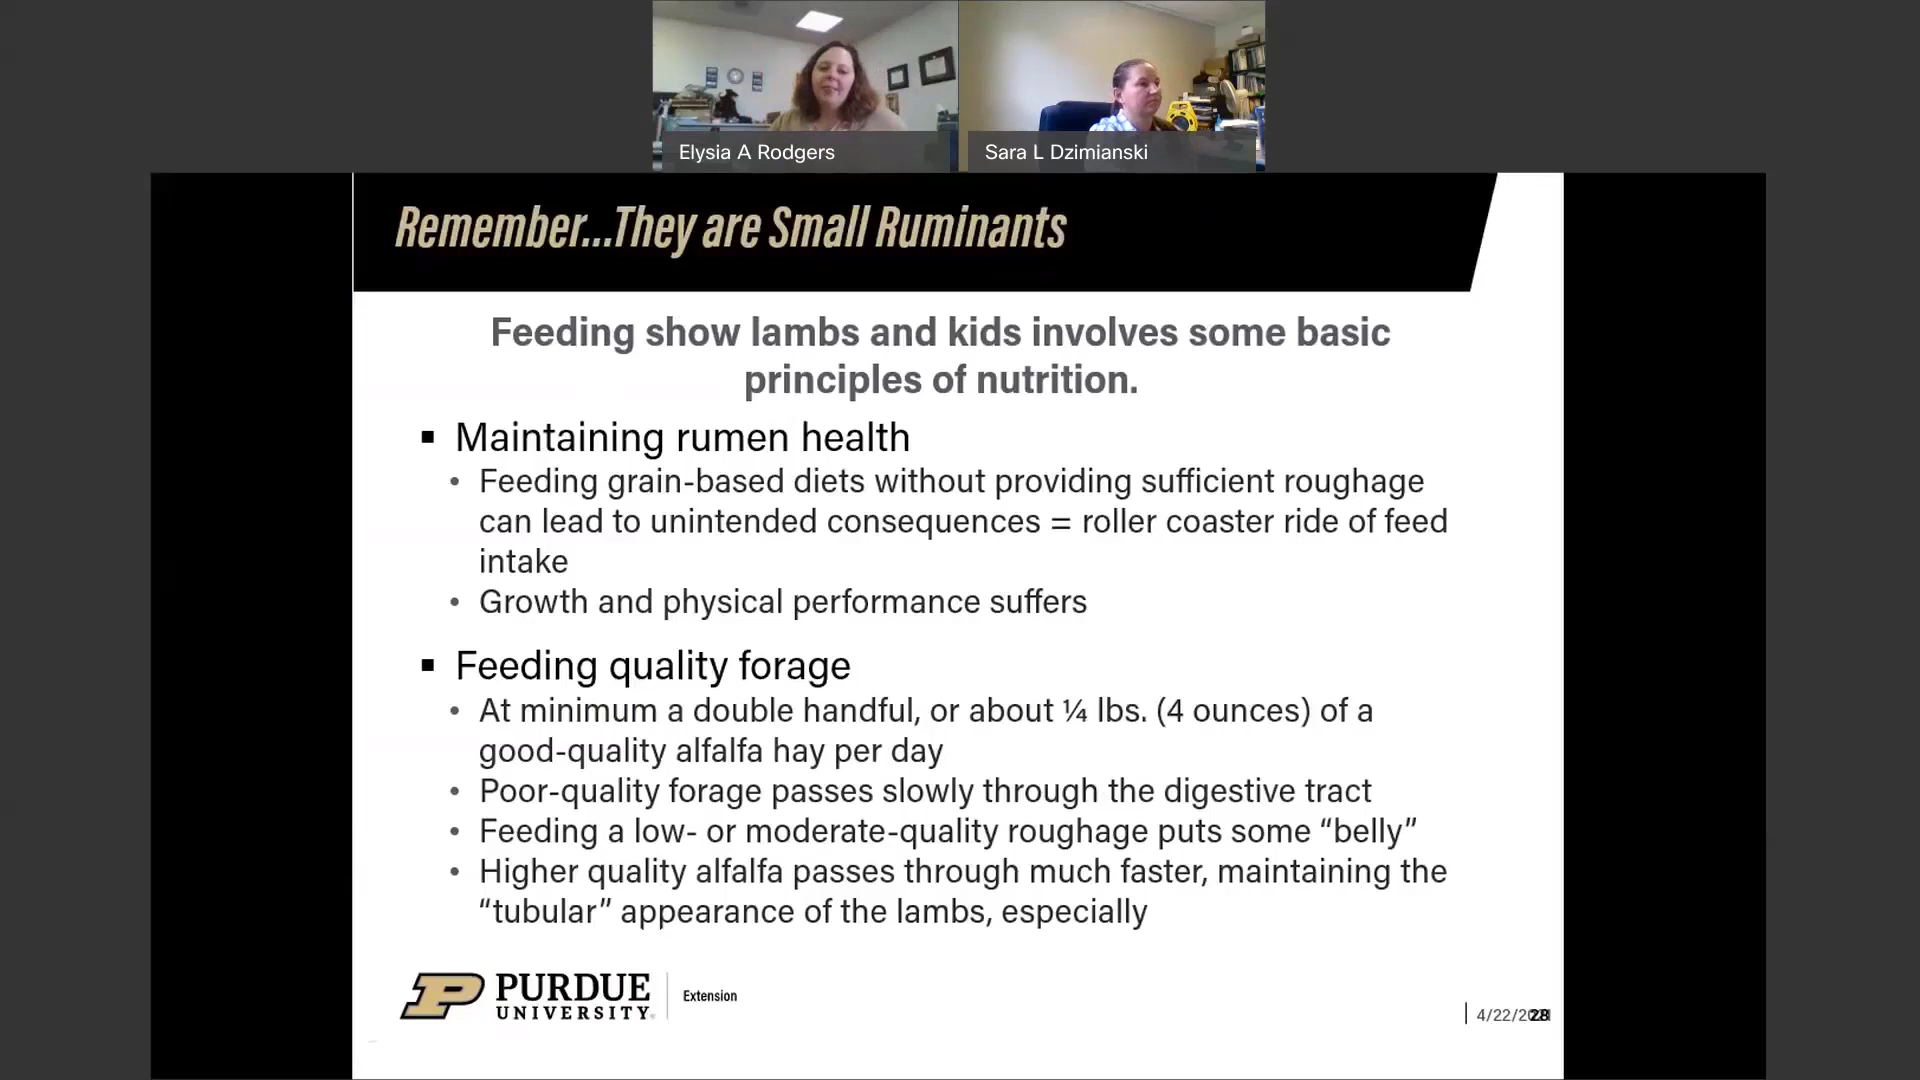 Elysia A Rodgers
Sara L Dzimianski
Remember...They are Small Ruminants
Feeding show lambs and kids involves some basic
principles of nutrition.
▪ Maintaining rumen health
• Feeding grain-based diets without providing sufficient roughage
can lead to unintended consequences = roller coaster ride of feed
intake
• Growth and physical performance suffers
▪ Feeding quality forage
• At minimum a double handful, or about ¼ lbs. (4 ounces) of a
good-quality alfalfa hay per day
• Poor-quality forage passes slowly through the digestive tract
• Feeding a low- or moderate-quality roughage puts some “belly”
• Higher quality alfalfa passes through much faster, maintaining the
“tubular” appearance of the lambs, especially
P PURDUE
UNIVERSITY
Extension
28